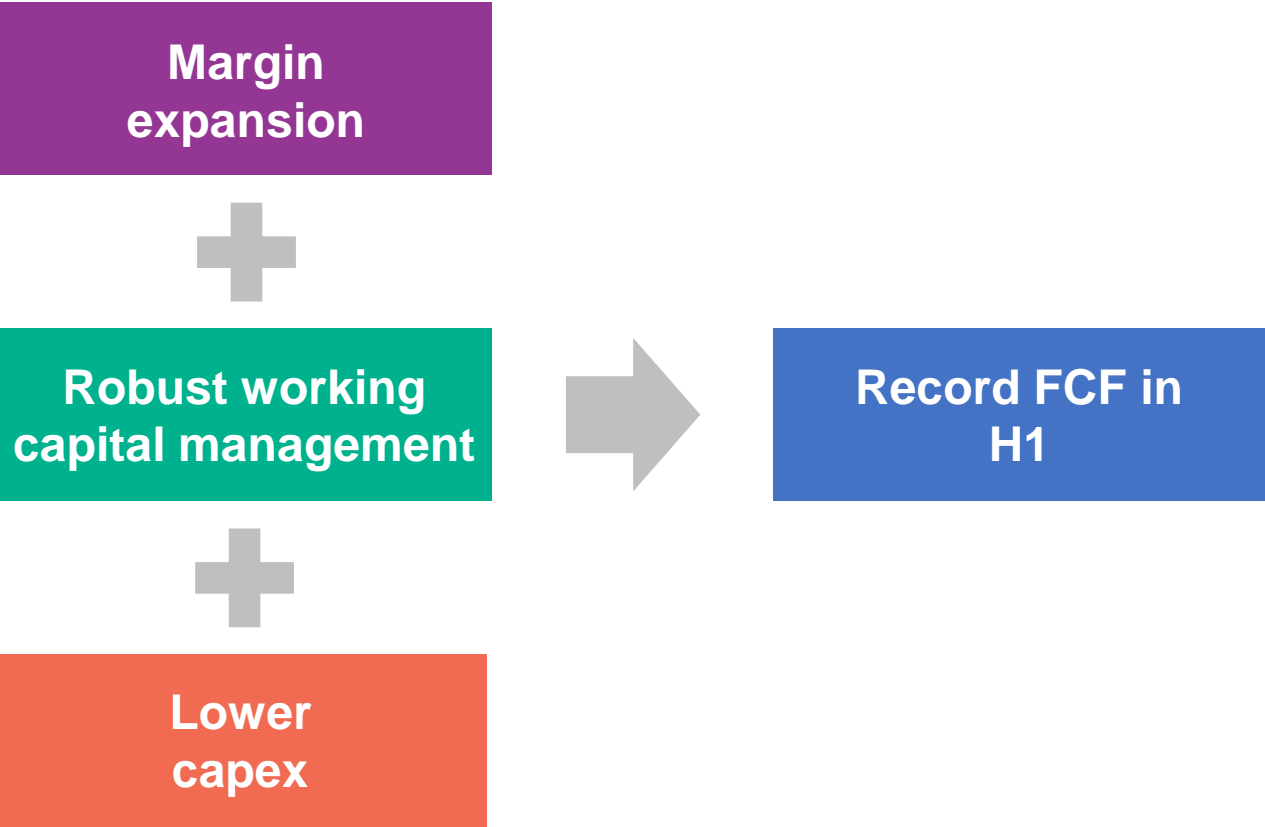 Margin
expansion
Robust working
capital management
Record FCF in
H1
Lower
capex